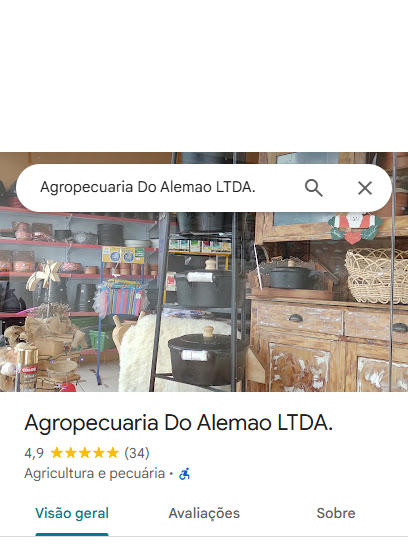 Agropecuaria Do Alemao LTDA.
Agropecuaria Do Alemao LTDA.
4,9 (34)
Agricultura e pecuária ·
Visão geral
Avaliações
Sobre